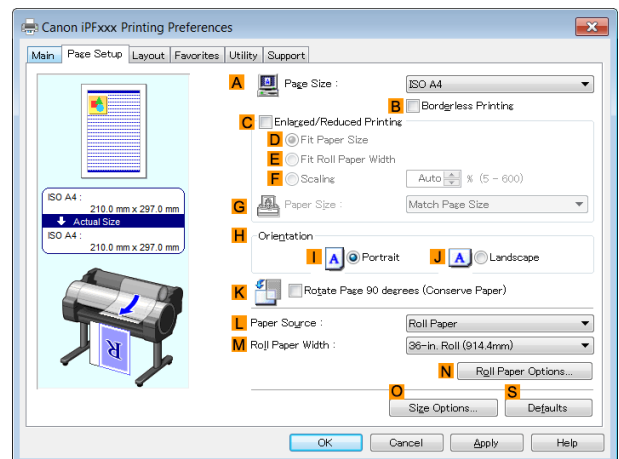 Canon iPFxxx Printing Preferences
Main Page Setup Layout Favorites Utility Support
A Page Size : ISO A4
B Borderless Printing
C Enlarged/Reduced Printing
D Fit Paper Size
E Fit Roll Paper Width
F Scaling Auto % (5 - 600)
G Paper Size : Match Page Size
ISO A4 :
210.0 mm x 297.0 mm
Actual Size
ISO A4 :
210.0 mm x 297.0 mm
H Orientation
I A Portrait J A Landscape
K Rotate Page 90 degrees (Conserve Paper)
L Paper Source : Roll Paper
M Roll Paper Width : 36-in. Roll (914.4mm)
R
N Roll Paper Options...
O S
Size Options... Defaults
OK Cancel Apply Help